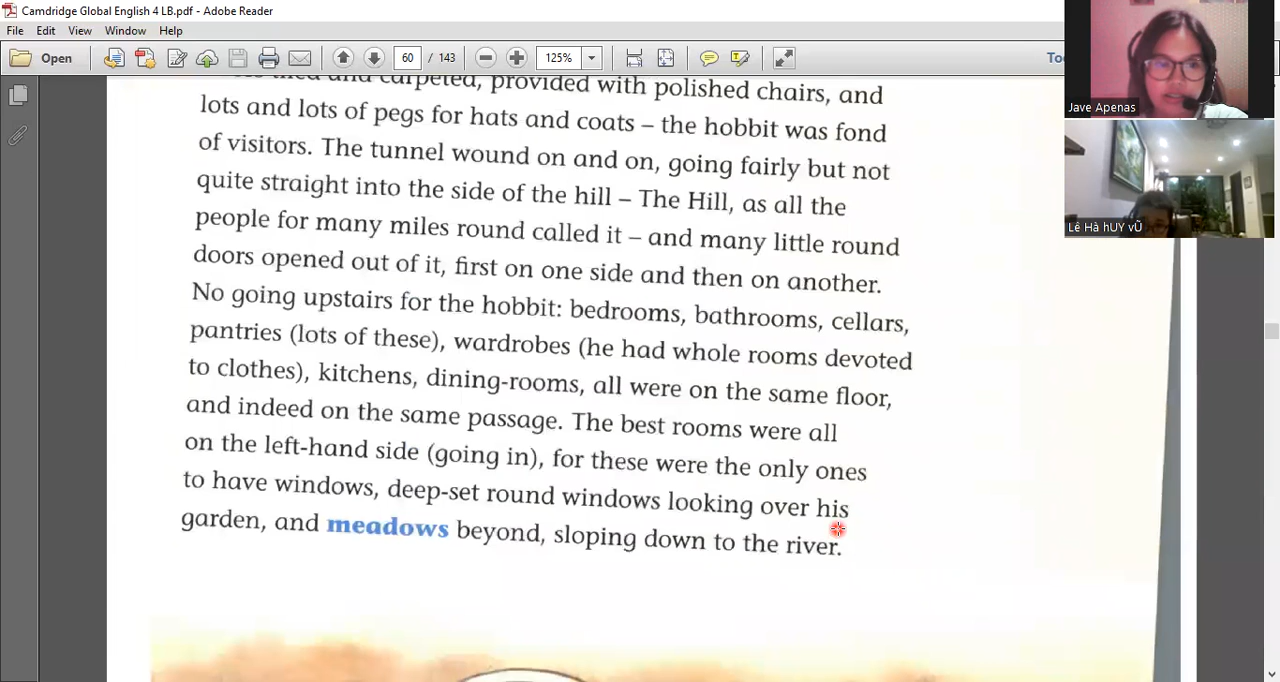 Camdridge Global English 4 LB.pdf - Adobe Reader
File Edit View Window Help
Open 60 / 143 125%
and carpeted, provided with polished chairs, and
lots and lots of pegs for hats and coats – the hobbit was fond
of visitors. The tunnel wound on and on, going fairly but not
quite straight into the side of the hill – The Hill, as all the
people for many miles round called it – and many little round
doors opened out of it, first on one side and then on another.
No going upstairs for the hobbit: bedrooms, bathrooms, cellars,
pantries (lots of these), wardrobes (he had whole rooms devoted
to clothes), kitchens, dining-rooms, all were on the same floor,
and indeed on the same passage. The best rooms were all
on the left-hand side (going in), for these were the only ones
to have windows, deep-set round windows looking over his
garden, and meadows beyond, sloping down to the river.
Jave Apenas
Lê Hà hUY vŨ